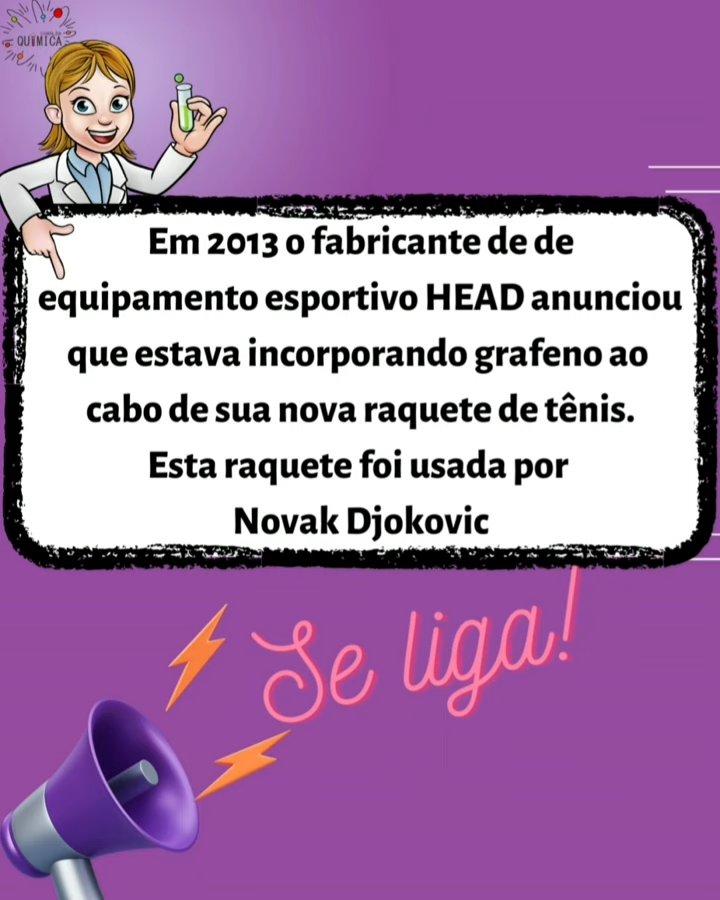 QUÍMICA
Em 2013 o fabricante de de
equipamento esportivo HEAD anunciou
que estava incorporando grafeno ao
cabo de sua nova raquete de tênis.
Esta raquete foi usada por
Novak Djokovic
Se liga!